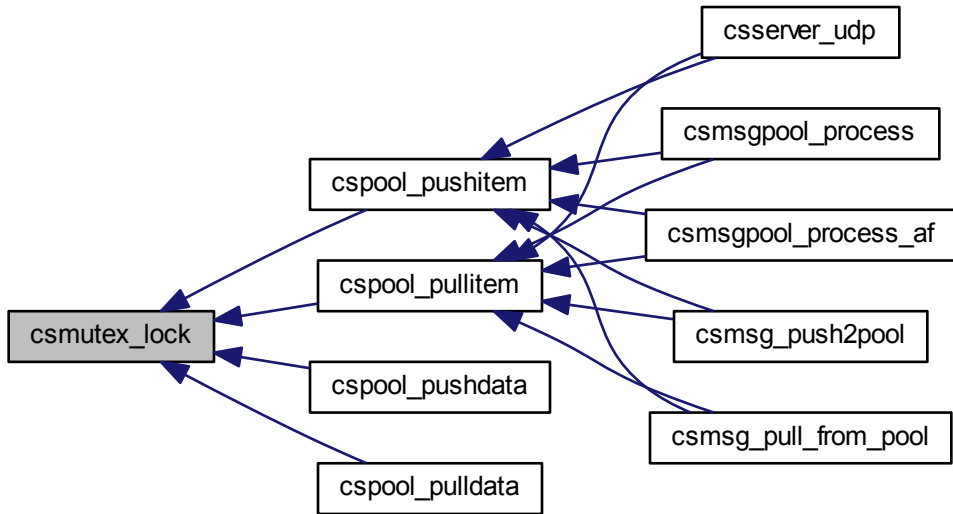 csserver_udp
csmsgpool_process
cspool_pushitem
csmsgpool_process_af
cspool_pullitem
csmutex_lock
csmsg_push2pool
cspool_pushdata
csmsg_pull_from_pool
cspool_pulldata